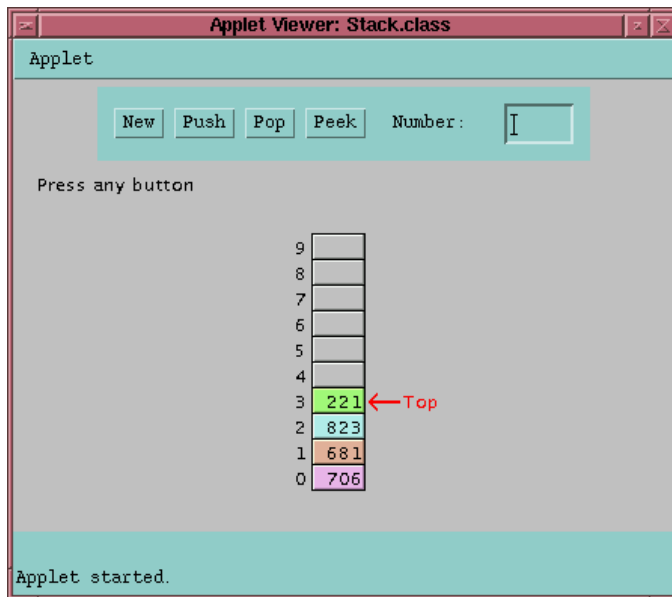 Applet Viewer: Stack.class
Applet
New Push Pop Peek Number:
Press any button
9
8
7
6
5
4
3 221 Top
2 823
1 681
0 706
Applet started.